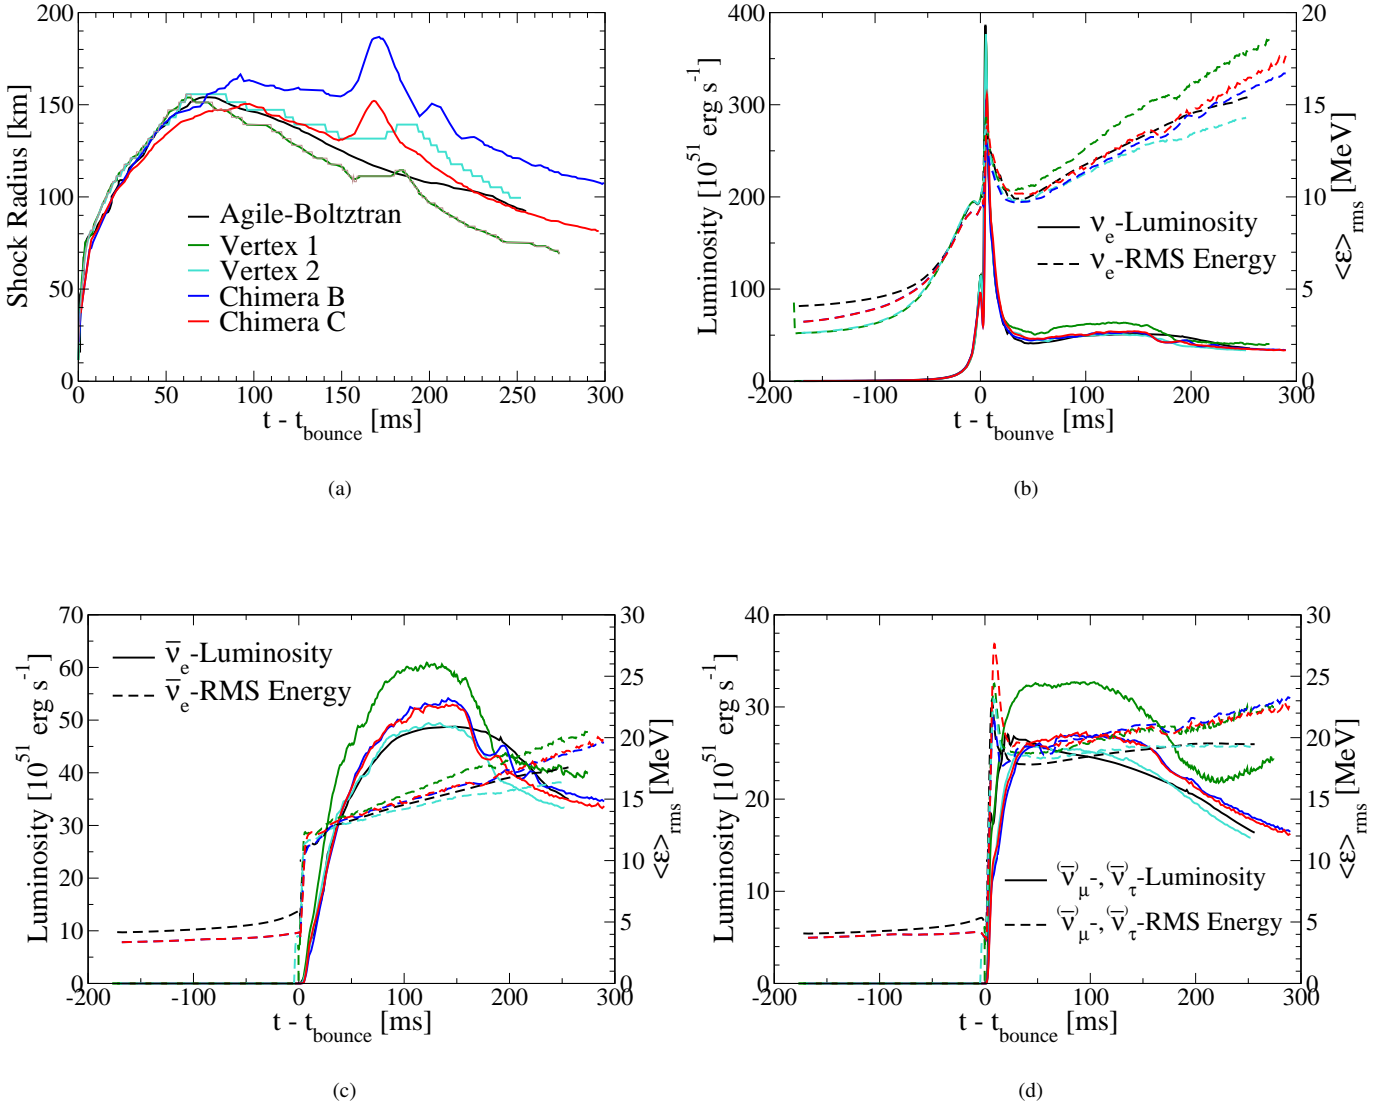 200
150
100
50
0
Shock Radius [km]
Agile-Boltztran
Vertex 1
Vertex 2
Chimera B
Chimera C
0 50 100 150 200 250 300
t - t_bounce [ms]
(a)
400
300
200
100
0
Luminosity [10^51 erg s^-1]
20
15
10
5
0
<ε>_rms [MeV]
ν_e-Luminosity
ν_e-RMS Energy
-200 -100 0 100 200 300
t - t_bounve [ms]
(b)
70
60
50
40
30
20
10
0
Luminosity [10^51 erg s^-1]
30
25
20
15
10
5
0
<ε>_rms [MeV]
ν̅_e-Luminosity
ν̅_e-RMS Energy
-200 -100 0 100 200 300
t - t_bounce [ms]
(c)
40
30
20
10
0
Luminosity [10^51 erg s^-1]
30
25
20
15
10
5
0
<ε>_rms [MeV]
(ν̅)_μ-,(ν̅)_τ-Luminosity
(ν̅)_μ-,(ν̅)_τ-RMS Energy
-200 -100 0 100 200 300
t - t_bounce [ms]
(d)